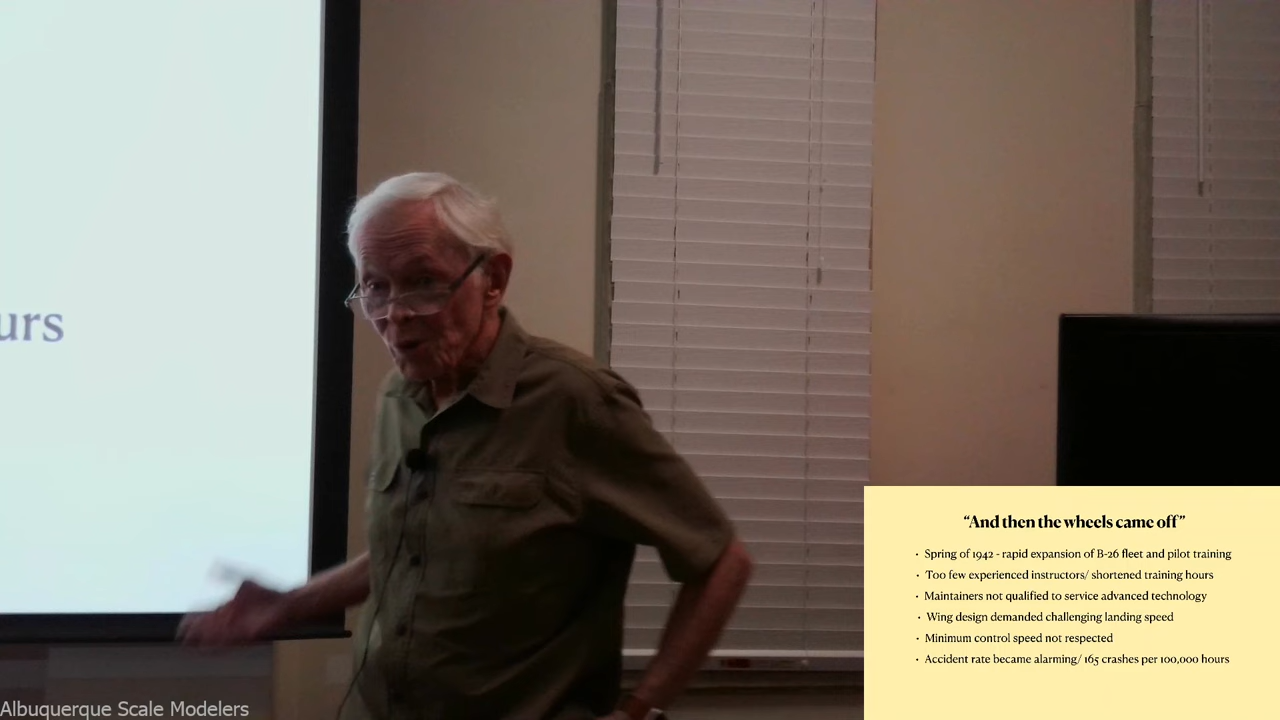 urs
“And then the wheels came off”
• Spring of 1942 - rapid expansion of B-26 fleet and pilot training
• Too few experienced instructors/ shortened training hours
• Maintainers not qualified to service advanced technology
• Wing design demanded challenging landing speed
• Minimum control speed not respected
• Accident rate became alarming/ 165 crashes per 100,000 hours
Albuquerque Scale Modelers